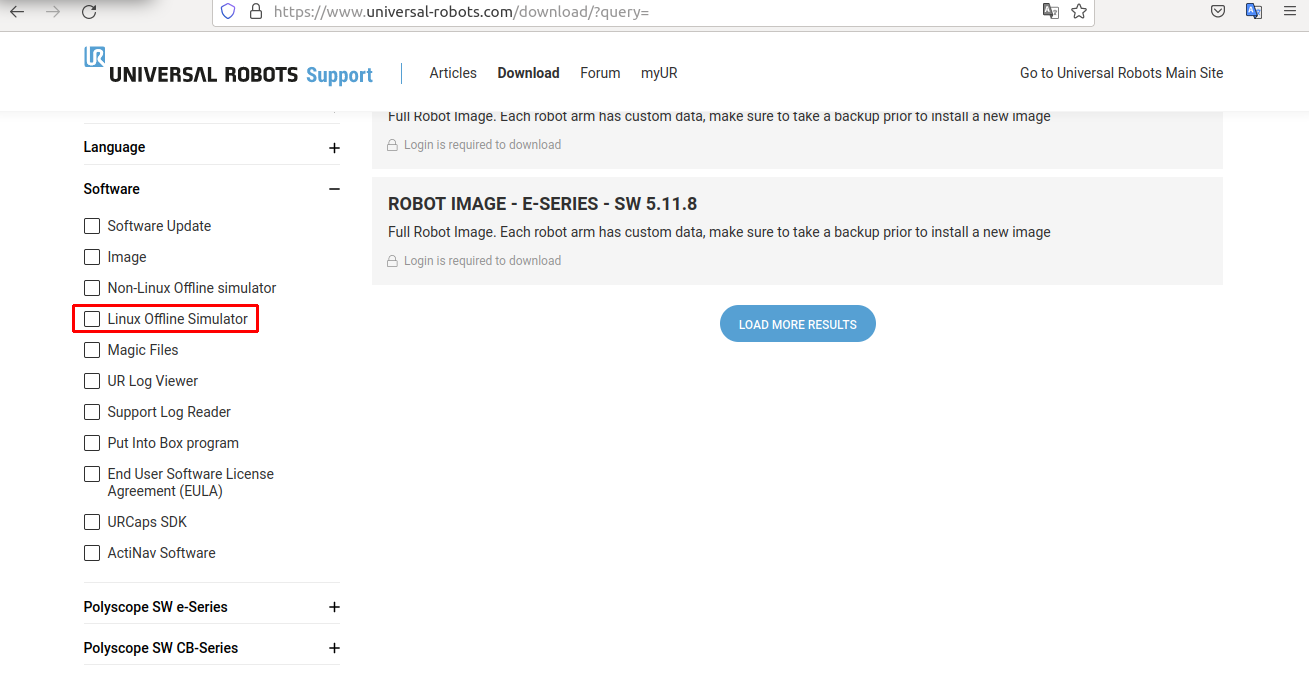 https://www.universal-robots.com/download/?query=
UR
UNIVERSAL ROBOTS Support
Articles Download Forum myUR
Go to Universal Robots Main Site
Full Robot Image. Each robot arm has custom data, make sure to take a backup prior to install a new image
Login is required to download
Language
Software
Software Update
Image
Non-Linux Offline simulator
Linux Offline Simulator
Magic Files
UR Log Viewer
Support Log Reader
Put Into Box program
End User Software License
Agreement (EULA)
URCaps SDK
ActiNav Software
Polyscope SW e-Series
Polyscope SW CB-Series
ROBOT IMAGE - E-SERIES - SW 5.11.8
Full Robot Image. Each robot arm has custom data, make sure to take a backup prior to install a new image
Login is required to download
LOAD MORE RESULTS